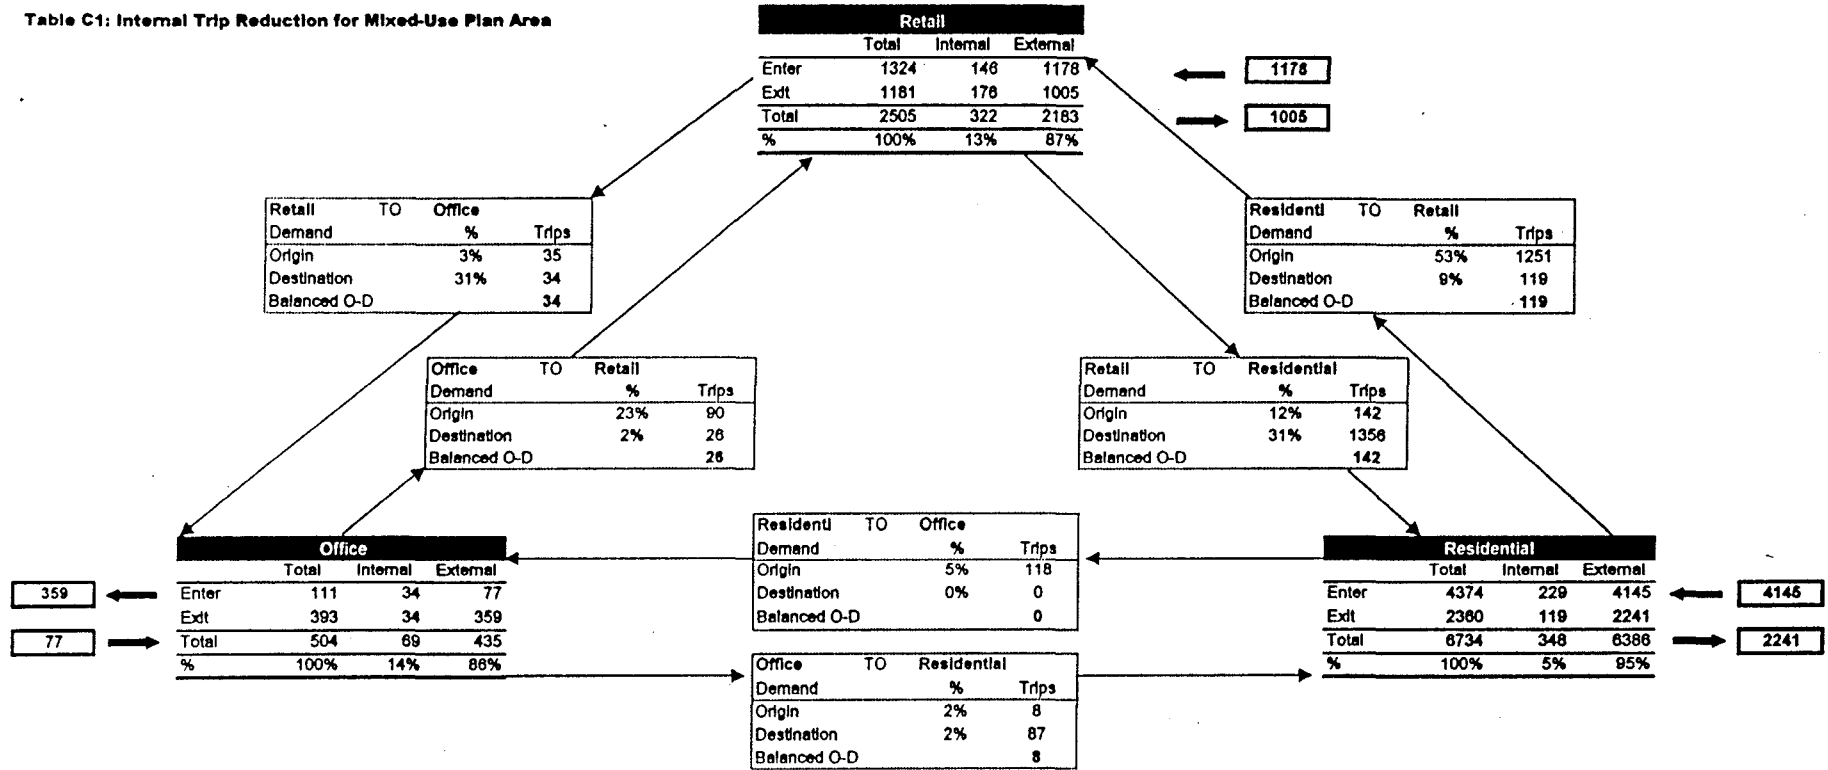 Table C1: Internal Trip Reduction for Mixed-Use Plan Area
Retail
Total Internal External
Enter 1324 146 1178
Exit 1181 176 1005
Total 2505 322 2183
% 100% 13% 87%
1178
1005
Retail TO Office
Demand % Trips
Origin 3% 35
Destination 31% 34
Balanced O-D 34
Residenti TO Retail
Demand % Trips
Origin 53% 1251
Destination 9% 119
Balanced O-D 119
Office TO Retail
Demand % Trips
Origin 23% 90
Destination 2% 26
Balanced O-D 26
Retail TO Residential
Demand % Trips
Origin 12% 142
Destination 31% 1356
Balanced O-D 142
Residenti TO Office
Demand % Trips
Origin 5% 118
Destination 0% 0
Balanced O-D 0
Office
Total Internal External
Enter 111 34 77
Exit 393 34 359
Total 504 69 435
% 100% 14% 86%
359
77
Residential
Total Internal External
Enter 4374 229 4145
Exit 2360 119 2241
Total 6734 348 6386
% 100% 5% 95%
4145
2241
Office TO Residential
Demand % Trips
Origin 2% 8
Destination 2% 87
Balanced O-D 8